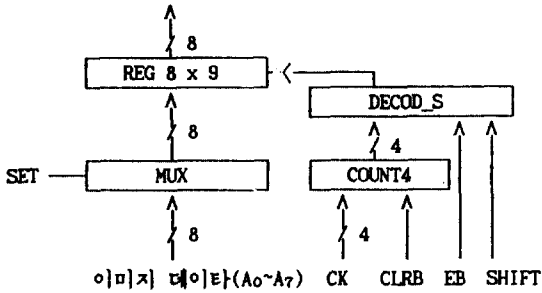 8
REG 8 x 9
DECOD_S
8
4
SET
MUX
COUNT4
8
4
이미지 데이터(A₀~A₇) CK CLRB EB SHIFT